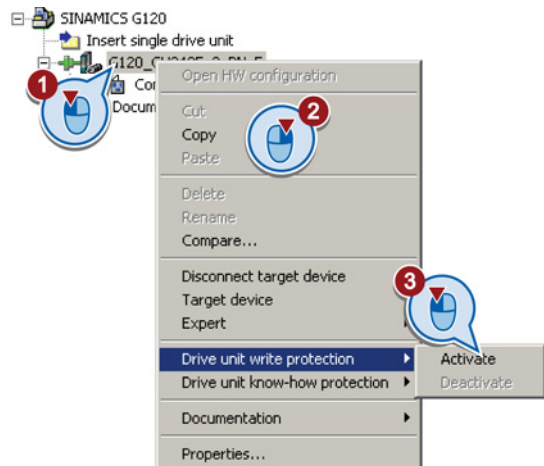 SINAMICS G120
Insert single drive unit
Open HW configuration
1
2
Cut
Docum
Copy
Paste
Delete
Rename
Compare...
Disconnect target device
3
Target device
Expert
Drive unit write protection
Activate
Drive unit know-how protection
Deactivate
Documentation
Properties...